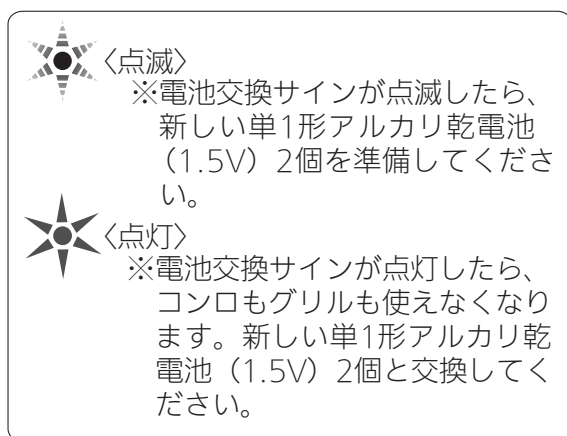 〈点滅〉
※電池交換サインが点滅したら、
新しい単1形アルカリ乾電池
（1.5V）2個を準備してくださ
い。
〈点灯〉
※電池交換サインが点灯したら、
コンロもグリルも使えなくなり
ます。新しい単1形アルカリ乾
電池（1.5V）2個と交換してく
ださい。